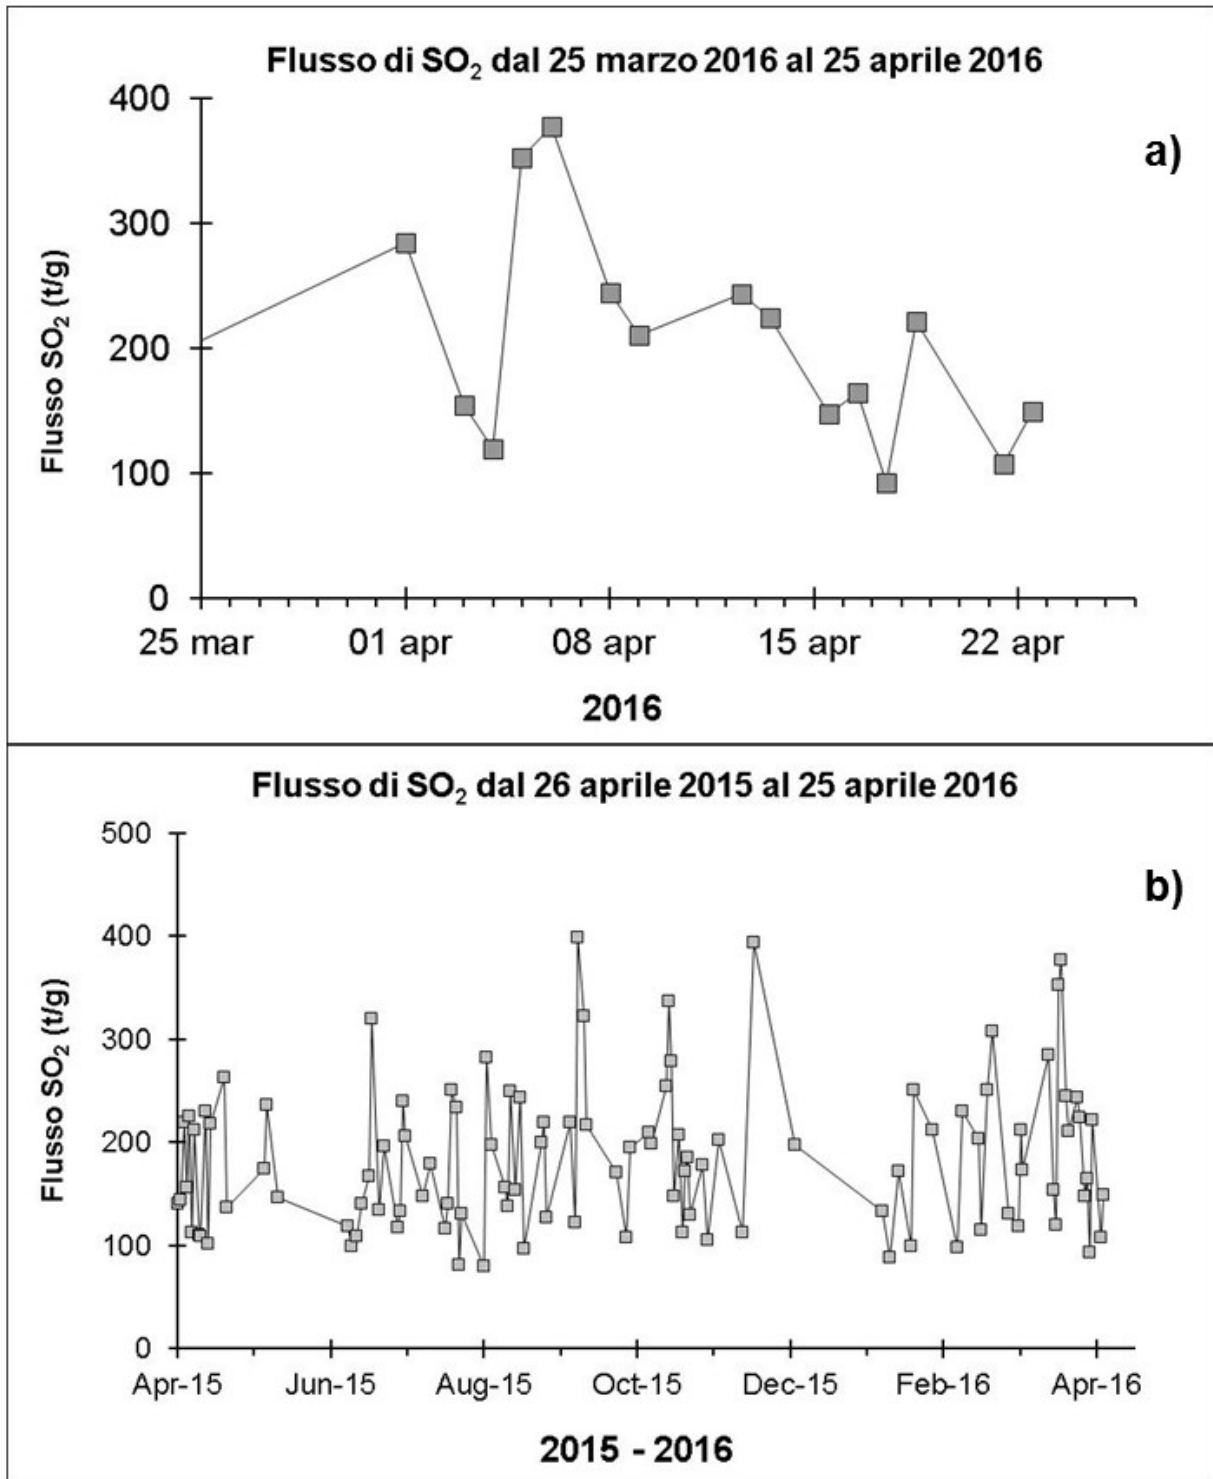 Flusso di SO₂ dal 25 marzo 2016 al 25 aprile 2016
a)
400
300
200
100
0
Flusso SO₂ (t/g)
25 mar 01 apr 08 apr 15 apr 22 apr
2016
Flusso di SO₂ dal 26 aprile 2015 al 25 aprile 2016
b)
500
400
300
200
100
0
Flusso SO₂ (t/g)
Apr-15 Jun-15 Aug-15 Oct-15 Dec-15 Feb-16 Apr-16
2015 - 2016